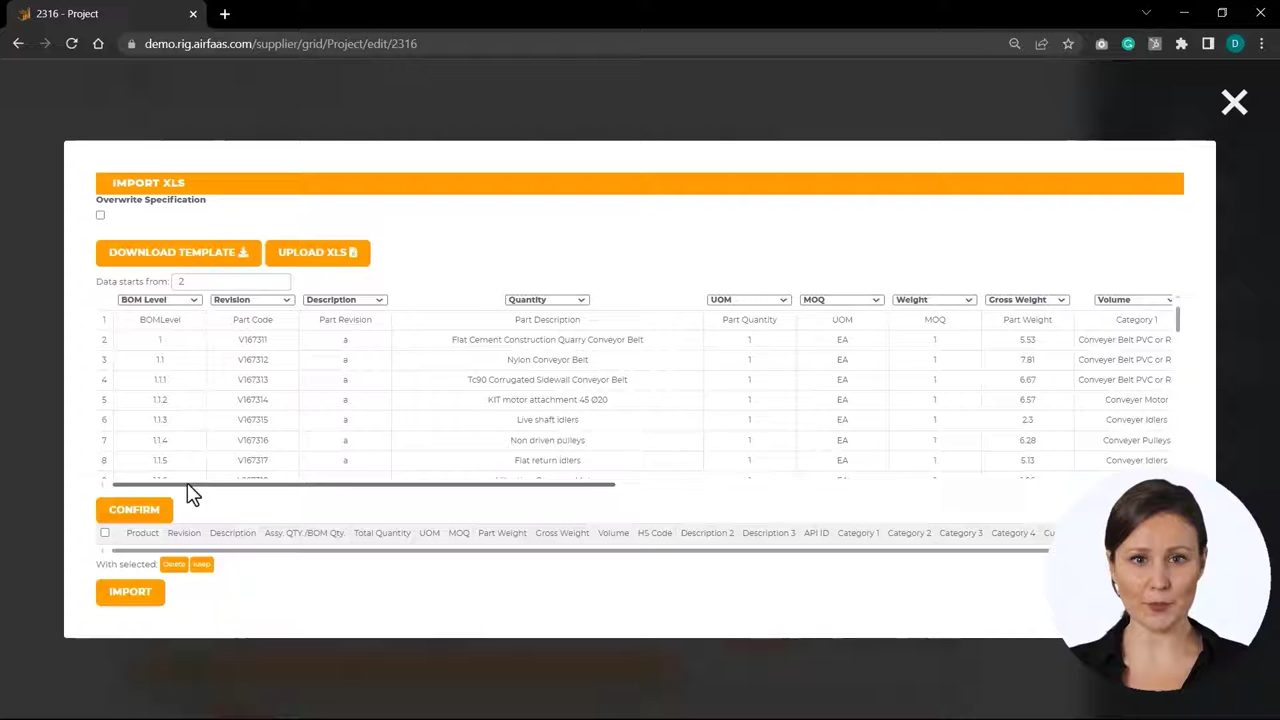 2316 - Project
demo.rig.airfaas.com/supplier/grid/Project/edit/2316
D
IMPORT XLS
Overwrite Specification
DOWNLOAD TEMPLATE UPLOAD XLS
Data starts from: 2
BOM Level Revision Description Quantity UOM MOQ Weight Gross Weight Volume
1 BOMLevel Part Code Part Revision Part Description Part Quantity UOM MOQ Part Weight Category 1
2 1 V167311 a Flat Cement Construction Quarry Conveyor Belt 1 EA 1 5.53 Conveyer Belt PVC or R
3 1.1 V167312 a Nylon Conveyor Belt 1 EA 1 7.81 Conveyer Belt PVC or R
4 1.1.1 V167313 a Tc90 Corrugated Sidewall Conveyor Belt 1 EA 1 6.67 Conveyer Belt PVC or R
5 1.1.2 V167314 a KIT motor attachment 45 Ø20 1 EA 1 6.57 Conveyer Motor
6 1.1.3 V167315 a Live shaft idlers 1 EA 1 2.3 Conveyer Idlers
7 1.1.4 V167316 a Non driven pulleys 1 EA 1 6.28 Conveyer Pulleys
8 1.1.5 V167317 a Flat return idlers 1 EA 1 5.13 Conveyer Idlers
CONFIRM
Product Revision Description Assy. QTY./BOM Qty. Total Quantity UOM MOQ Part Weight Gross Weight Volume HS Code Description 2 Description 3 API ID Category 1 Category 2 Category 3 Category 4 Cu
With selected: Delete
IMPORT